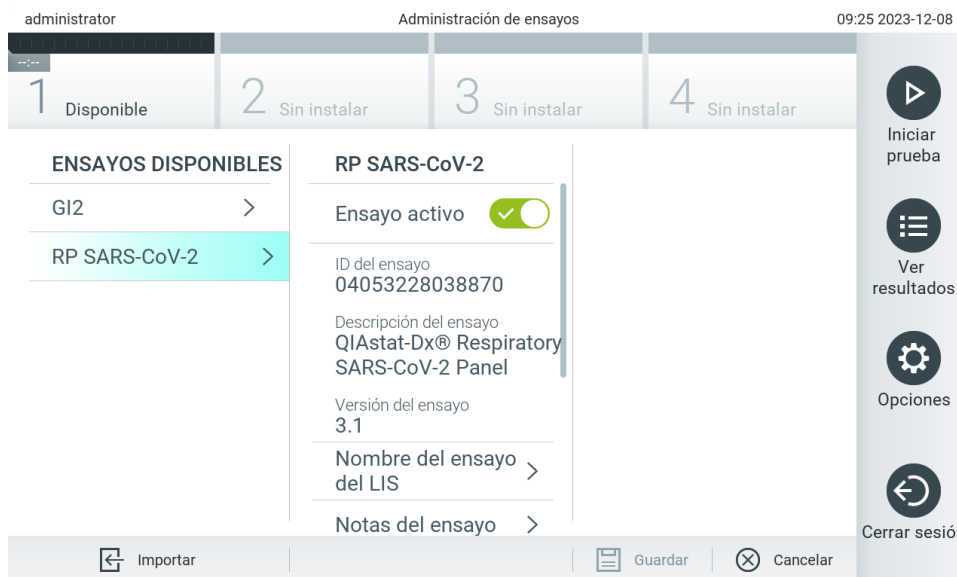 administrator
Administración de ensayos
09:25 2023-12-08
--:--
1 Disponible
2 Sin instalar
3 Sin instalar
4 Sin instalar
ENSAYOS DISPONIBLES
GI2
RP SARS-CoV-2
RP SARS-CoV-2
Ensayo activo
ID del ensayo
04053228038870
Descripción del ensayo
QIAstat-Dx® Respiratory
SARS-CoV-2 Panel
Versión del ensayo
3.1
Nombre del ensayo
del LIS
Notas del ensayo
Iniciar
prueba
Ver
resultados
Opciones
Cerrar sesió
Importar
Guardar
Cancelar